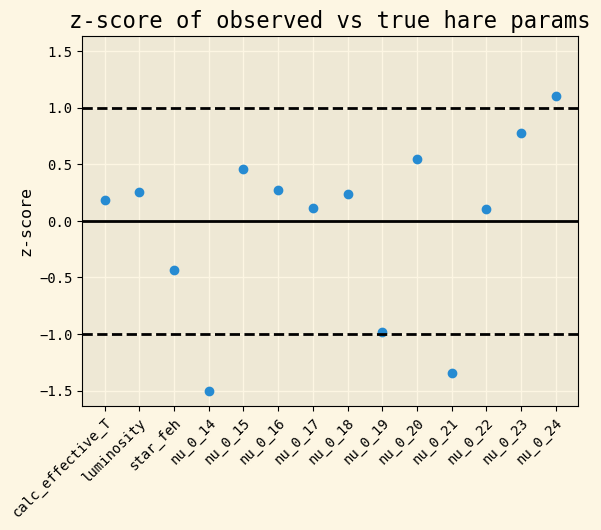 z-score of observed vs true hare params
z-score
1.5
1.0
0.5
0.0
−0.5
−1.0
−1.5
calc_effective_T
luminosity
star_feh
nu_0_14
nu_0_15
nu_0_16
nu_0_17
nu_0_18
nu_0_19
nu_0_20
nu_0_21
nu_0_22
nu_0_23
nu_0_24